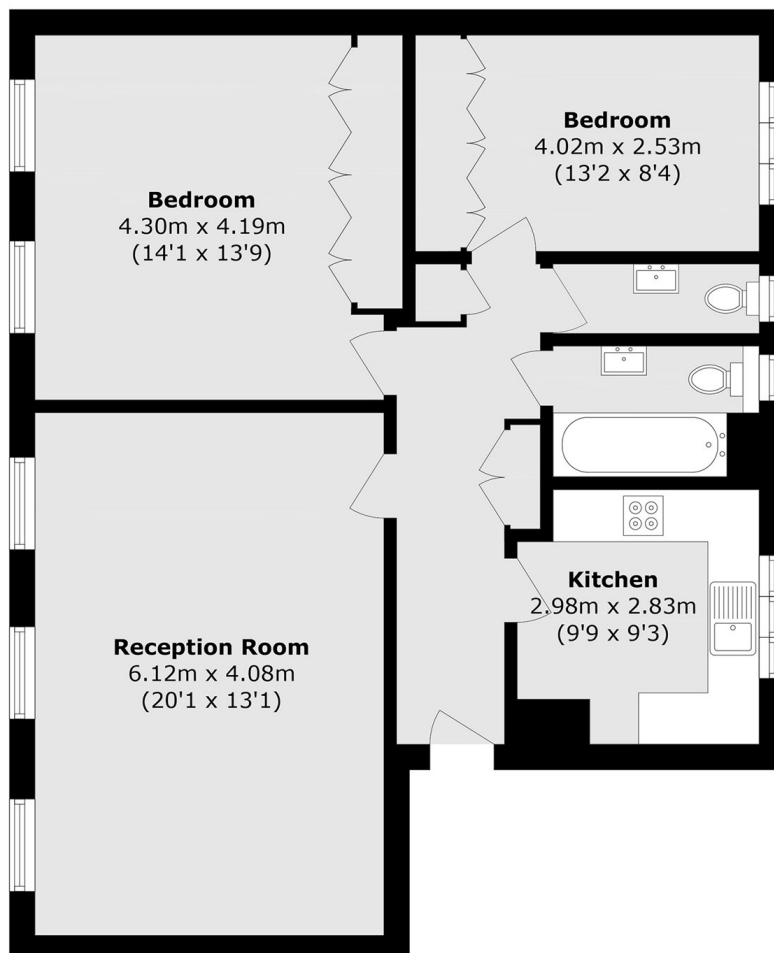 Bedroom
4.02m x 2.53m
(13'2 x 8'4)
Bedroom
4.30m x 4.19m
(14'1 x 13'9)
Kitchen
2.98m x 2.83m
(9'9 x 9'3)
Reception Room
6.12m x 4.08m
(20'1 x 13'1)